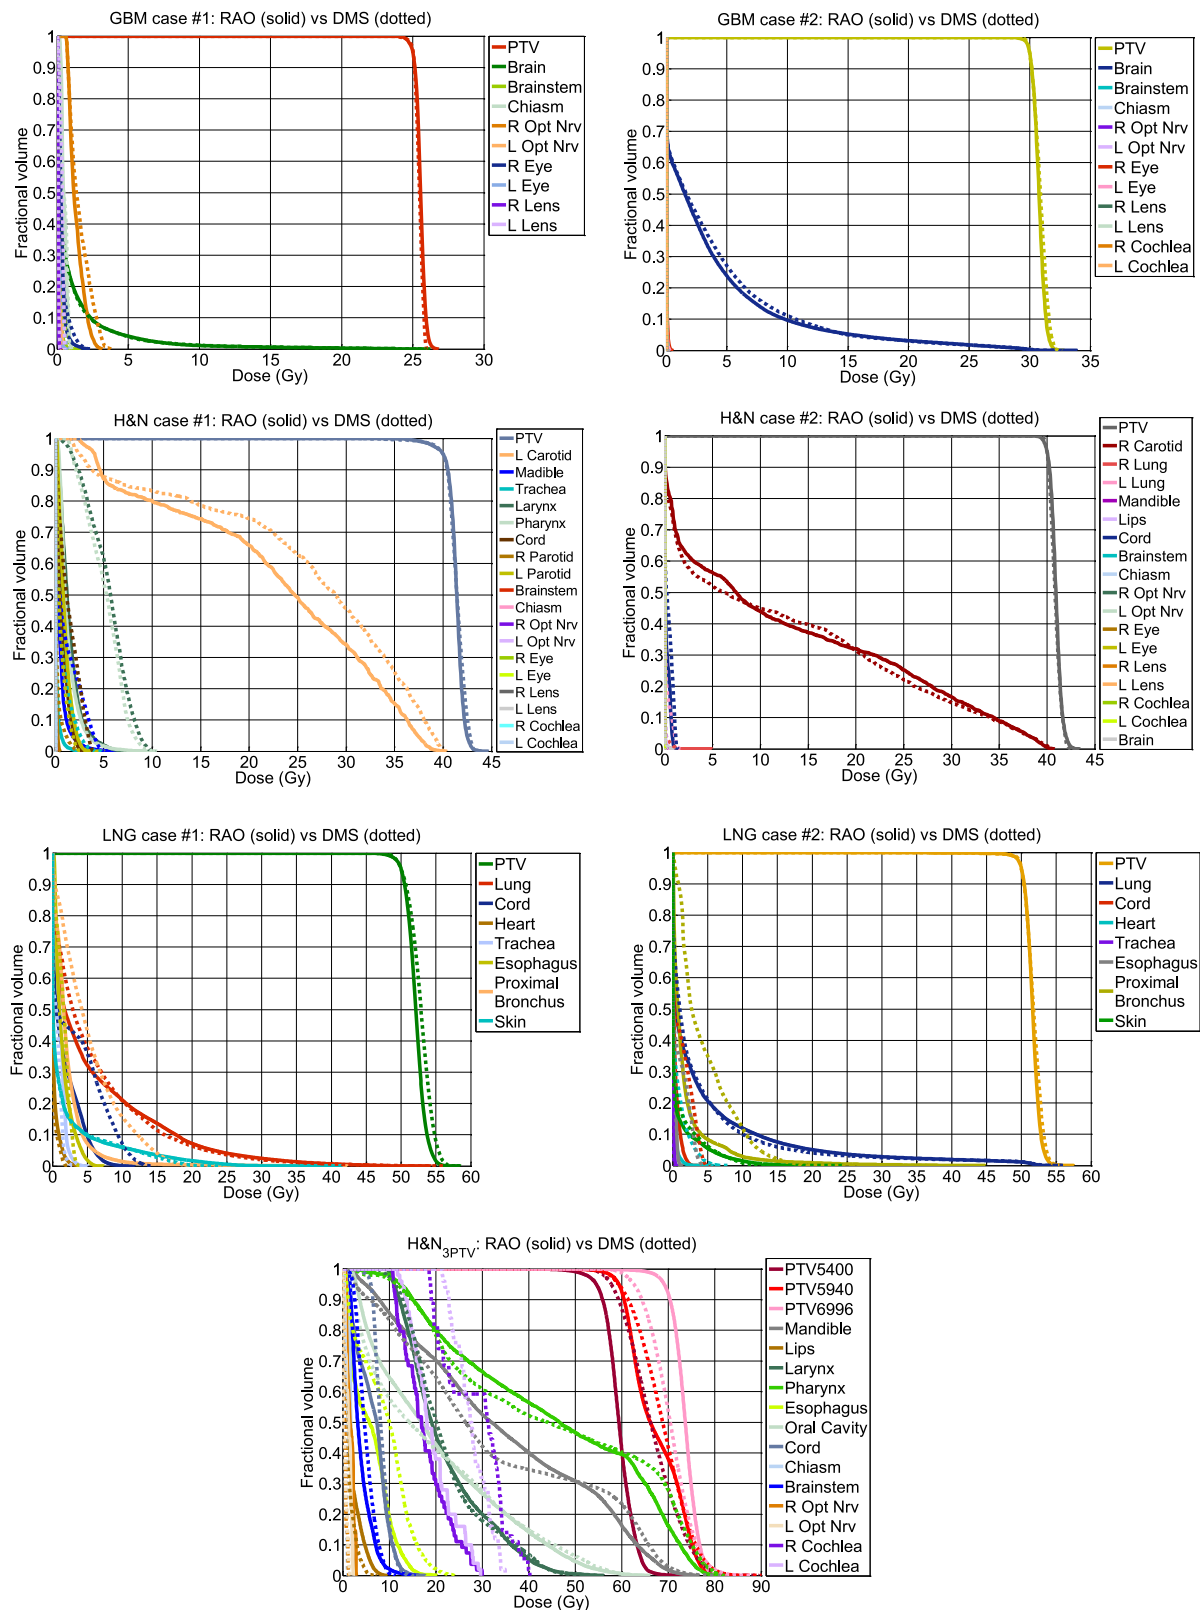 GBM case #1: RAO (solid) vs DMS (dotted)
Fractional volume
1
0.9
0.8
0.7
0.6
0.5
0.4
0.3
0.2
0.1
0
0 5 10 15 20 25 30
Dose (Gy)
PTV
Brain
Brainstem
Chiasm
R Opt Nrv
L Opt Nrv
R Eye
L Eye
R Lens
L Lens
GBM case #2: RAO (solid) vs DMS (dotted)
Fractional volume
1
0.9
0.8
0.7
0.6
0.5
0.4
0.3
0.2
0.1
0
0 5 10 15 20 25 30 35
Dose (Gy)
PTV
Brain
Brainstem
Chiasm
R Opt Nrv
L Opt Nrv
R Eye
L Eye
R Lens
L Lens
R Cochlea
L Cochlea
H&N case #1: RAO (solid) vs DMS (dotted)
Fractional volume
1
0.9
0.8
0.7
0.6
0.5
0.4
0.3
0.2
0.1
0
0 5 10 15 20 25 30 35 40 45
Dose (Gy)
PTV
L Carotid
Madible
Trachea
Larynx
Pharynx
Cord
R Parotid
L Parotid
Brainstem
Chiasm
R Opt Nrv
L Opt Nrv
R Eye
L Eye
R Lens
L Lens
R Cochlea
L Cochlea
H&N case #2: RAO (solid) vs DMS (dotted)
Fractional volume
1
0.9
0.8
0.7
0.6
0.5
0.4
0.3
0.2
0.1
0
0 5 10 15 20 25 30 35 40 45
Dose (Gy)
PTV
R Carotid
R Lung
L Lung
Mandible
Lips
Cord
Brainstem
Chiasm
R Opt Nrv
L Opt Nrv
R Eye
L Eye
R Lens
L Lens
R Cochlea
L Cochlea
Brain
LNG case #1: RAO (solid) vs DMS (dotted)
Fractional volume
1
0.9
0.8
0.7
0.6
0.5
0.4
0.3
0.2
0.1
0
0 5 10 15 20 25 30 35 40 45 50 55 60
Dose (Gy)
PTV
Lung
Cord
Heart
Trachea
Esophagus
Proximal
Bronchus
Skin
LNG case #2: RAO (solid) vs DMS (dotted)
Fractional volume
1
0.9
0.8
0.7
0.6
0.5
0.4
0.3
0.2
0.1
0
0 5 10 15 20 25 30 35 40 45 50 55 60
Dose (Gy)
PTV
Lung
Cord
Heart
Trachea
Esophagus
Proximal
Bronchus
Skin
H&N3PTV: RAO (solid) vs DMS (dotted)
Fractional volume
1
0.9
0.8
0.7
0.6
0.5
0.4
0.3
0.2
0.1
0
0 10 20 30 40 50 60 70 80 90
Dose (Gy)
PTV5400
PTV5940
PTV6996
Mandible
Lips
Larynx
Pharynx
Esophagus
Oral Cavity
Cord
Chiasm
Brainstem
R Opt Nrv
L Opt Nrv
R Cochlea
L Cochlea